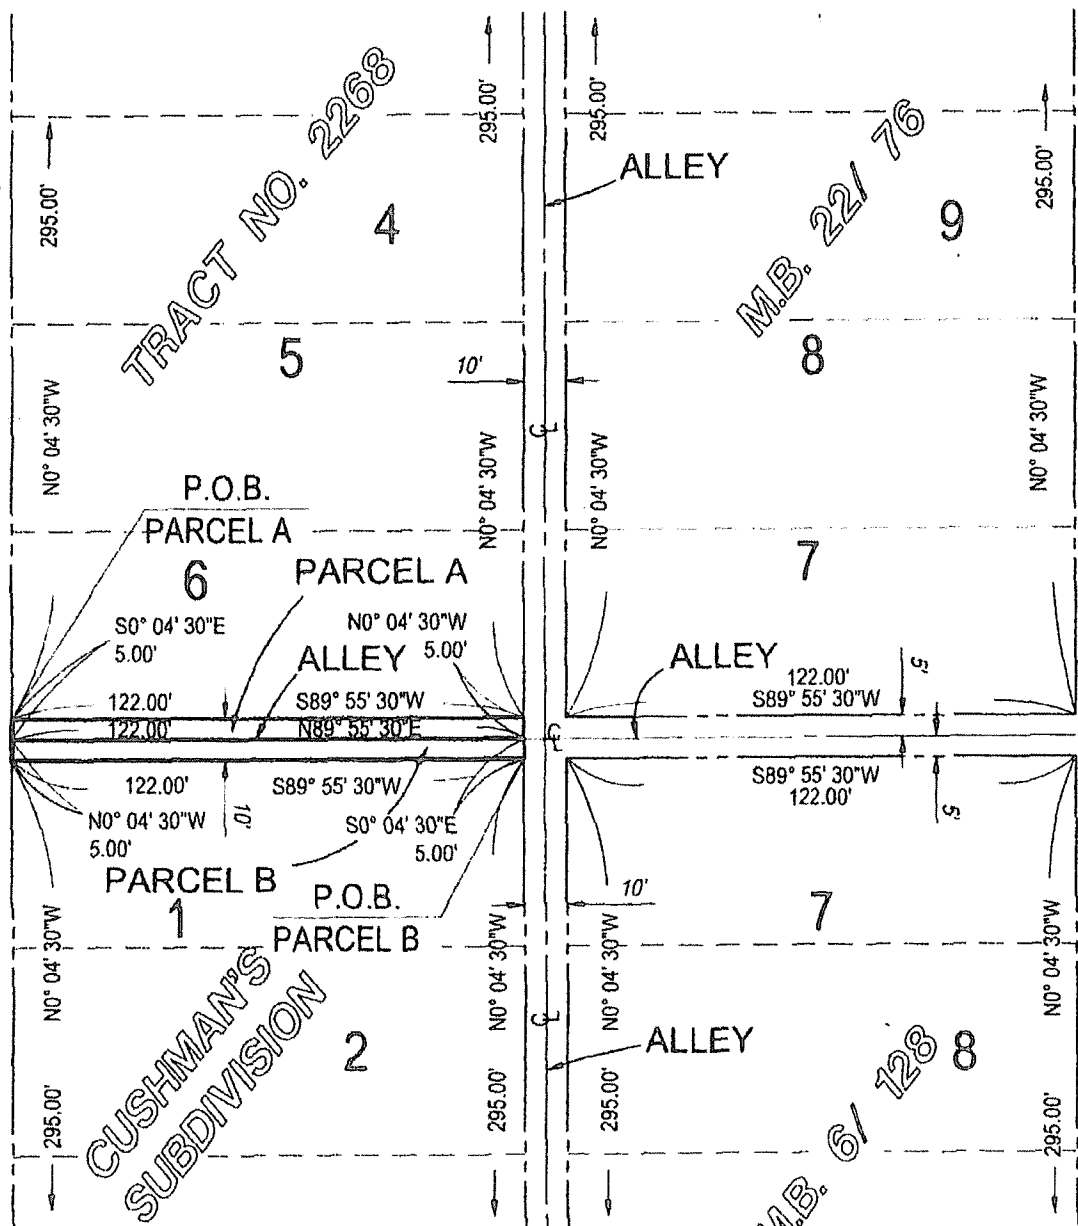 295.00'
295.00'
295.00'
295.00'
TRACT NO. 2268
M.B. 22/ 76
ALLEY
4
9
5
8
10'
N0° 04' 30"W
N0° 04' 30"W
N0° 04' 30"W
N0° 04' 30"W
P.O.B.
PARCEL A
6
PARCEL A
7
S0° 04' 30"E
5.00'
N0° 04' 30"W
5.00'
ALLEY
ALLEY
5'
122.00'
S89° 55' 30"W
122.00'
S89° 55' 30"W
122.00'
N89° 55' 30"E
122.00'
S89° 55' 30"W
S89° 55' 30"W
122.00'
5'
10'
N0° 04' 30"W
5.00'
S0° 04' 30"E
5.00'
PARCEL B
P.O.B.
PARCEL B
10'
1
7
N0° 04' 30"W
N0° 04' 30"W
N0° 04' 30"W
N0° 04' 30"W
CUSHMAN'S
SUBDIVISION
2
ALLEY
8
M.B. 6/ 128
295.00'
295.00'
295.00'
295.00'